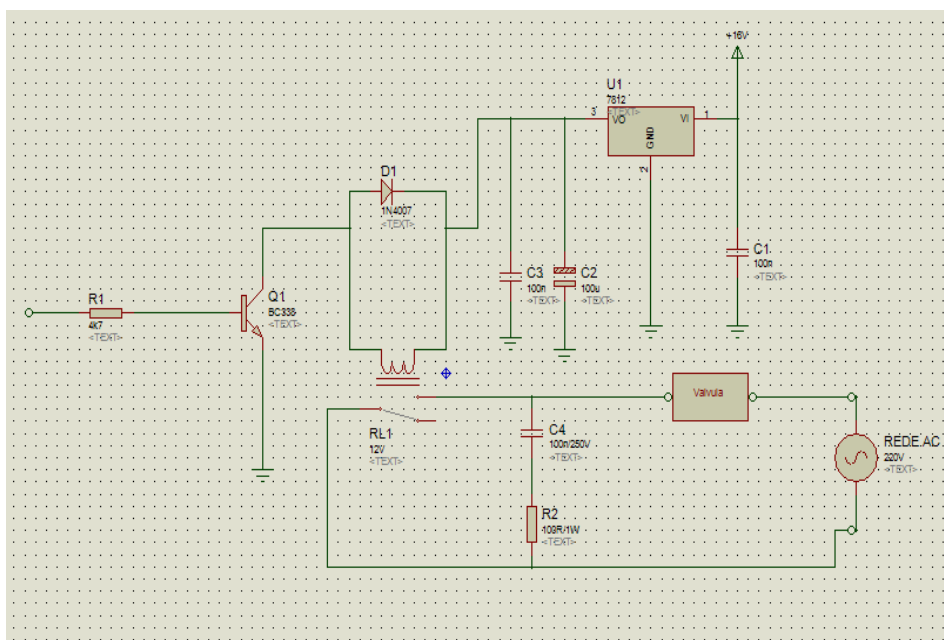 +16V
U1
7812
<TEXT>
3
VO
VI
1
GND
2
D1
1N4007
<TEXT>
C1
100n
<TEXT>
C3
100n
<TEXT>
C2
100u
<TEXT>
R1
4k7
<TEXT>
Q1
BC338
<TEXT>
Valvula
RL1
12V
<TEXT>
C4
100n/250V
<TEXT>
REDE.AC
220V
<TEXT>
R2
100R/1W
<TEXT>